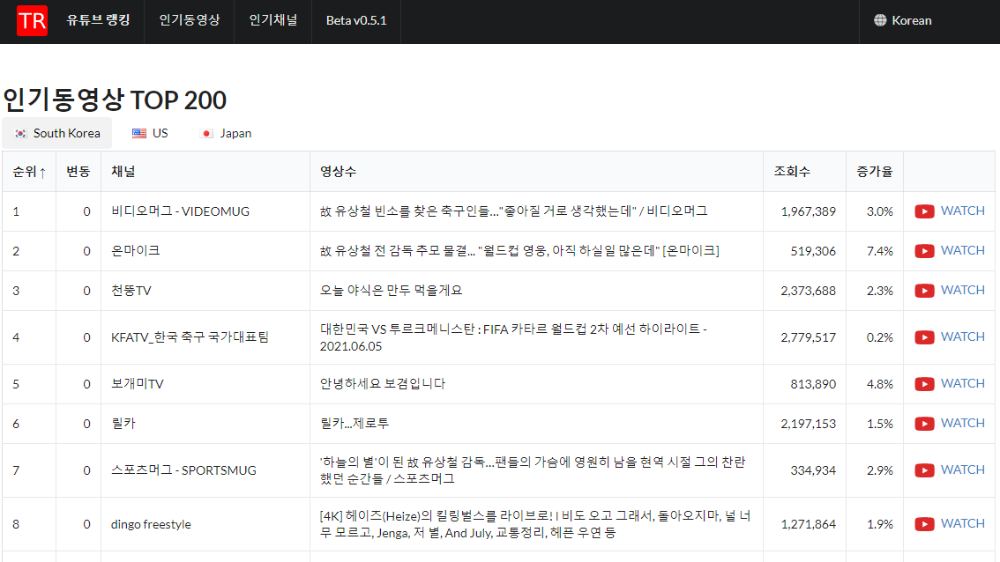 TR 유튜브 랭킹 인기동영상 인기채널 Beta v0.5.1 Korean
인기동영상 TOP 200
South Korea US Japan
순위↑ 변동 채널 영상수 조회수 증가율
1 0 비디오머그 - VIDEOMUG 故 유상철 빈소를 찾은 축구인들…"좋아질 거로 생각했는데" / 비디오머그 1,967,389 3.0% WATCH
2 0 온마이크 故 유상철 전 감독 추모 물결... "월드컵 영웅, 아직 하실일 많은데" [온마이크] 519,306 7.4% WATCH
3 0 천뚱TV 오늘 야식은 만두 먹을게요 2,373,688 2.3% WATCH
4 0 KFATV_한국 축구 국가대표팀 대한민국 VS 투르크메니스탄 : FIFA 카타르 월드컵 2차 예선 하이라이트 -
2021.06.05 2,779,517 0.2% WATCH
5 0 보개미TV 안녕하세요 보겸입니다 813,890 4.8% WATCH
6 0 릴카 릴카...제로투 2,197,153 1.5% WATCH
7 0 스포츠머그 - SPORTSMUG '하늘의 별'이 된 故 유상철 감독…팬들의 가슴에 영원히 남을 현역 시절 그의 찬란
했던 순간들 / 스포츠머그 334,934 2.9% WATCH
8 0 dingo freestyle [4K] 헤이즈(Heize)의 킬링벌스를 라이브로! | 비도 오고 그래서, 돌아오지마, 널 너
무 모르고, Jenga, 저 별, And July, 교통정리, 헤픈 우연 등 1,271,864 1.9% WATCH